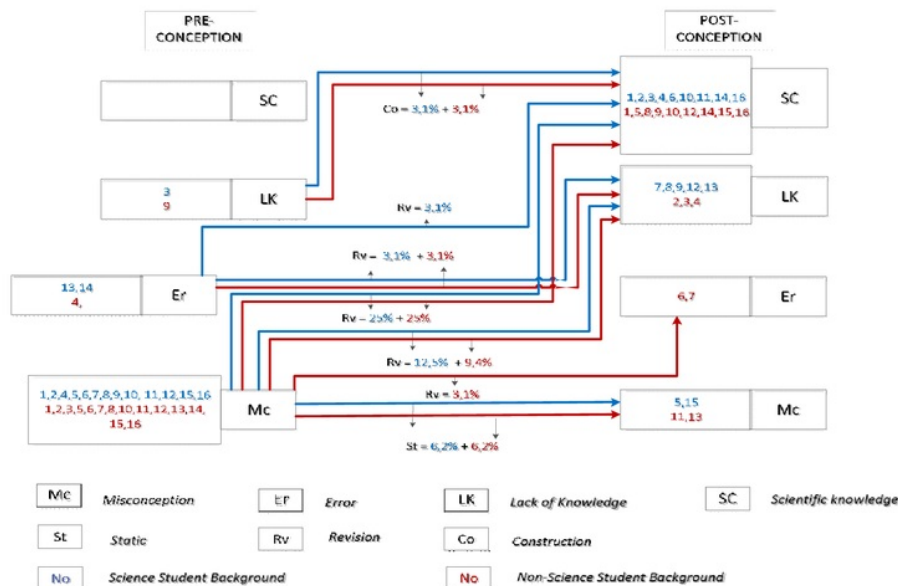 PRE-
CONCEPTION
POST-
CONCEPTION
SC
1,2,3,4,6,10,11,14,16
1,5,8,9,10,12,14,15,16
SC
Co = 3,1% + 3,1%
3
9
LK
7,8,9,12,13
2,3,4
LK
Rv = 3,1%
Rv = 3,1% + 3,1%
13,14
4,
Er
6,7
Er
Rv = 25% + 25%
Rv = 12,5% + 9,4%
1,2,4,5,6,7,8,9,10, 11,12,15,16
1,2,3,5,6,7,8,10,11,12,13,14,
15,16
Mc
Rv = 3,1%
5,15
11,13
Mc
St = 6,2% + 6,2%
Mc Misconception
Er Error
LK Lack of Knowledge
SC Scientific knowledge
St Static
Rv Revision
Co Construction
No Science Student Background
No Non-Science Student Background